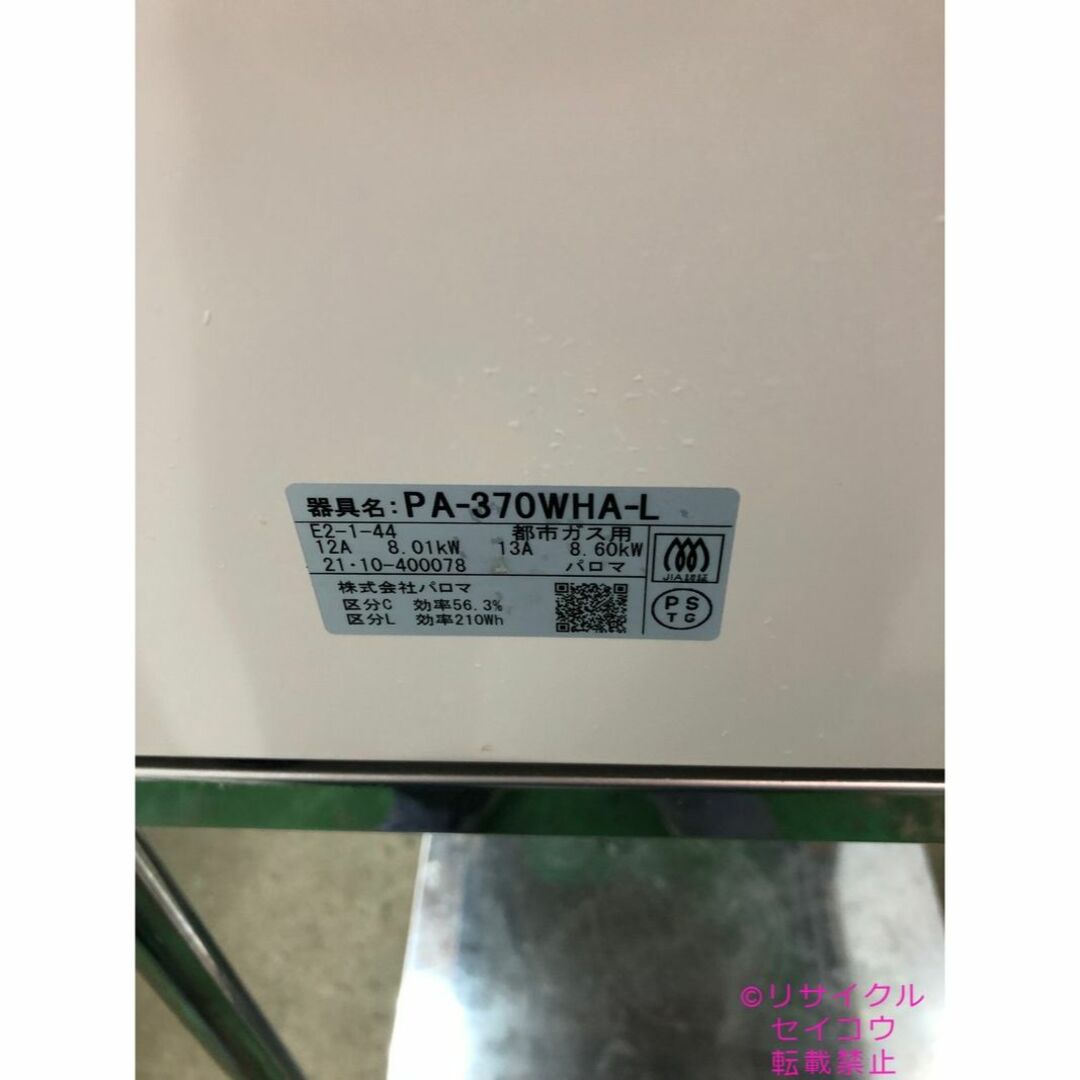 器具名: PA-370WHA-L
E2-1-44 都市ガス用
12A 8.01kW 13A 8.60kW
21・10-400078 パロマ
JIA認証
株式会社パロマ
区分C 効率56.3%
区分L 効率210Wh
PS
TG
©リサイクル
セイコウ
転載禁止